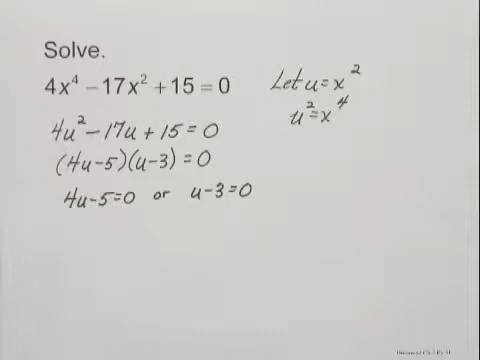 Solve.
4x⁴ − 17x² + 15 = 0
Let u = x²
u² = x⁴
4u² − 17u + 15 = 0
(4u − 5)(u − 3) = 0
4u − 5 = 0 or u − 3 = 0